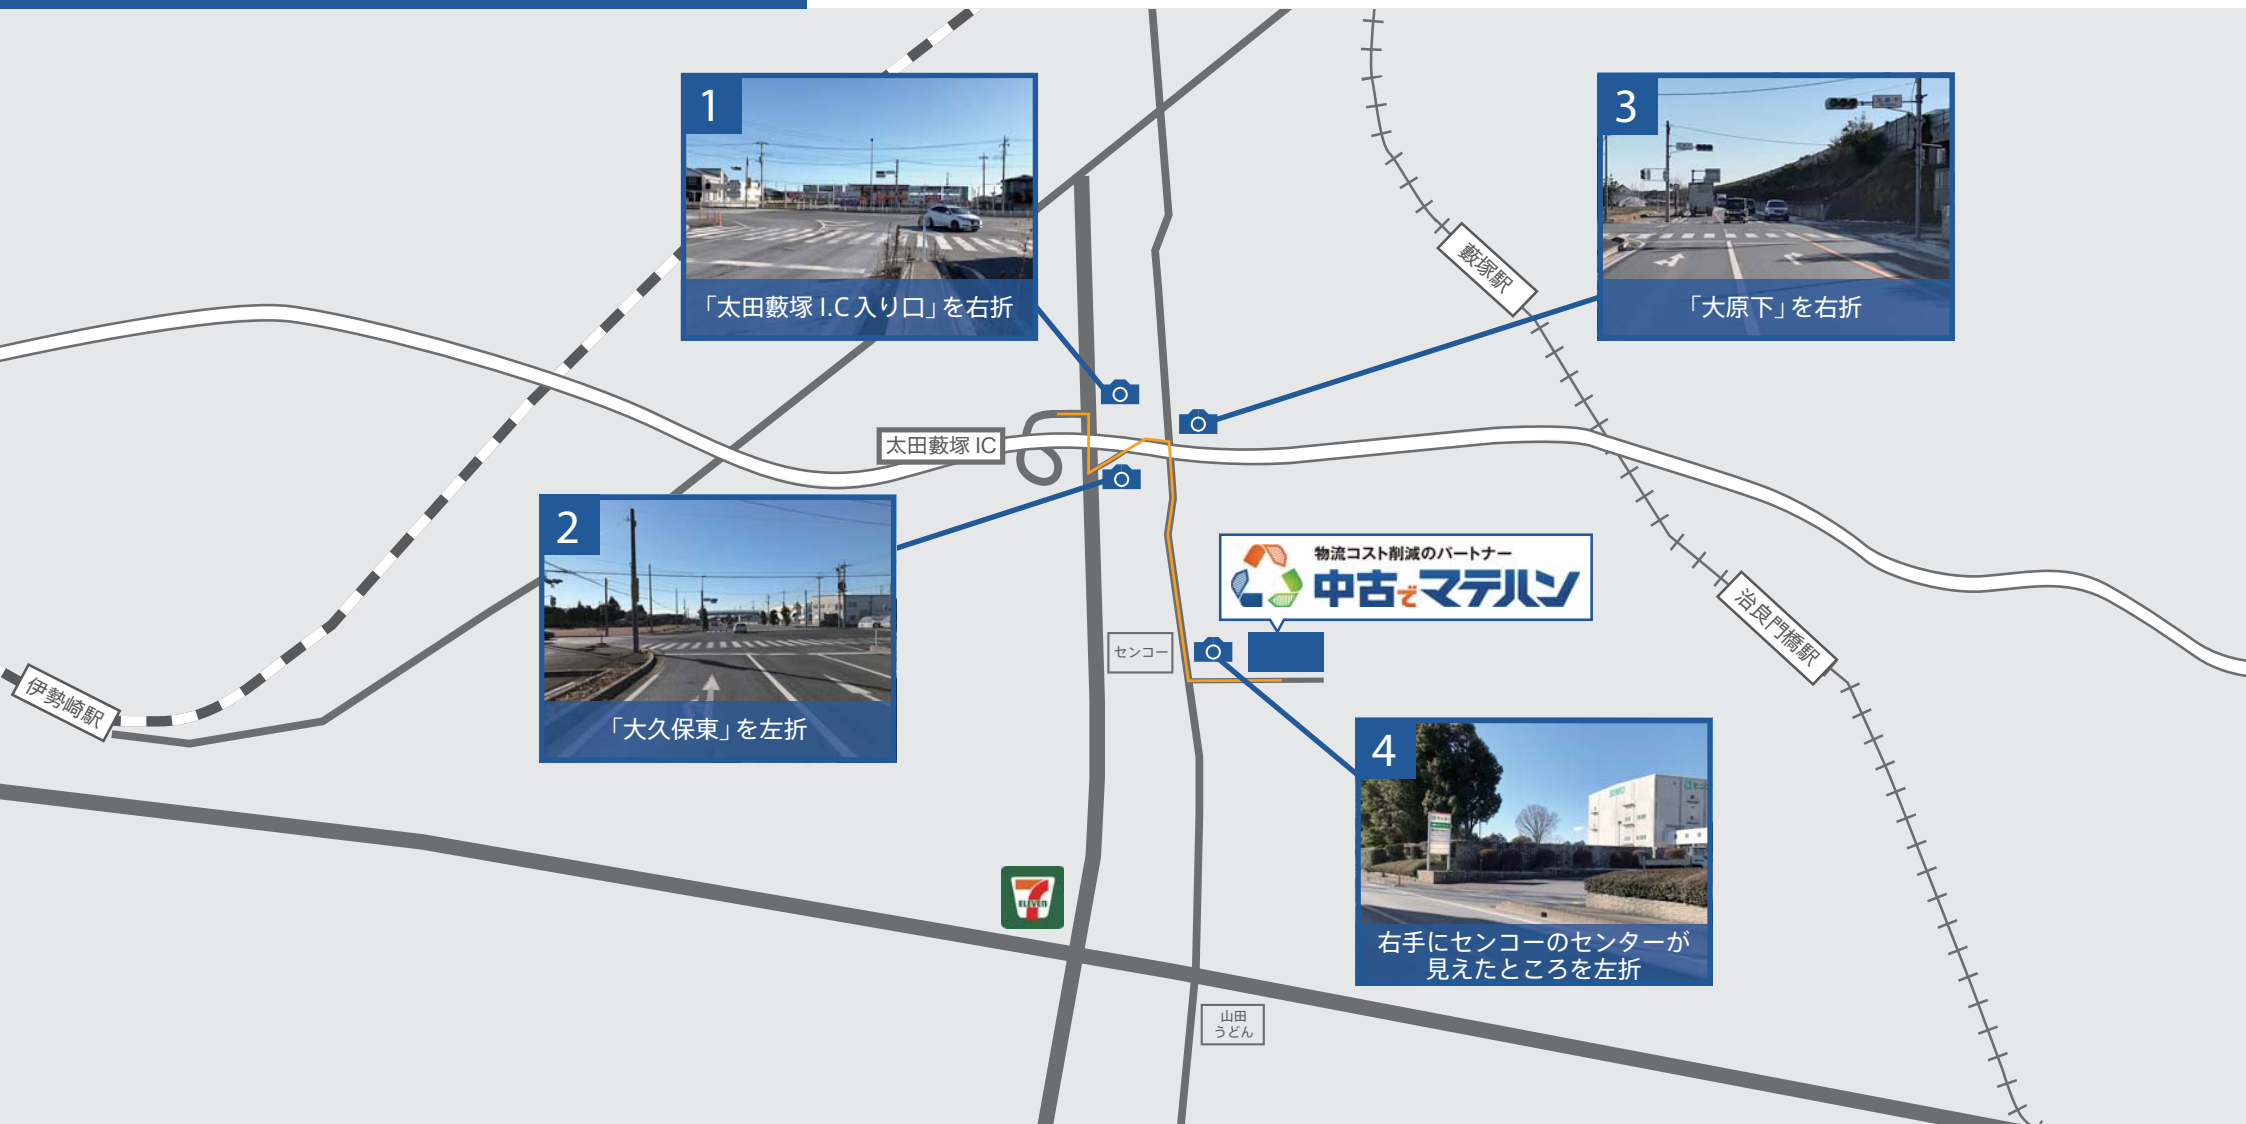 1
「太田藪塚 I.C 入り口」を右折
3
「大原下」を右折
藪塚駅
太田藪塚 IC
2
「大久保東」を左折
物流コスト削減のパートナー
中古でマテハン
センコー
治良門橋駅
伊勢崎駅
4
右手にセンコーのセンターが
見えたところを左折
7
ELEVEN
山田
うどん